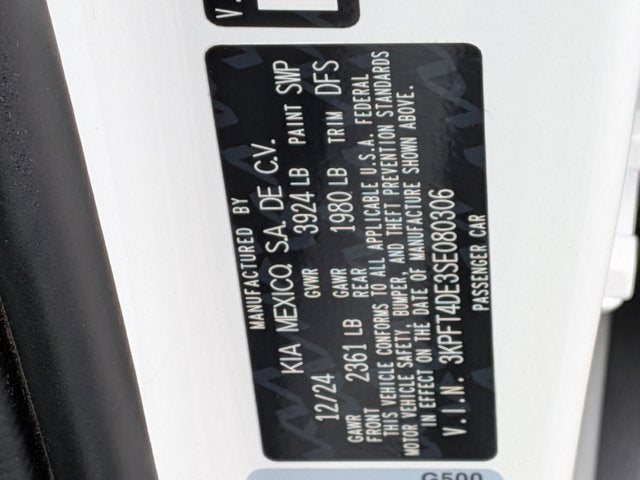 V.
MANUFACTURED BY
KIA MEXICO, S.A. DE C.V.
12/24 GVWR 3924 LB PAINT SWP
GAWR FRONT 2361 LB GAWR REAR 1980 LB TRIM DFS
THIS VEHICLE CONFORMS TO ALL APPLICABLE U.S.A. FEDERAL
MOTOR VEHICLE SAFETY, BUMPER, AND THEFT PREVENTION STANDARDS
IN EFFECT ON THE DATE OF MANUFACTURE SHOWN ABOVE.
V.I.N. 3KPFT4DE3SE080306
PASSENGER CAR
G500